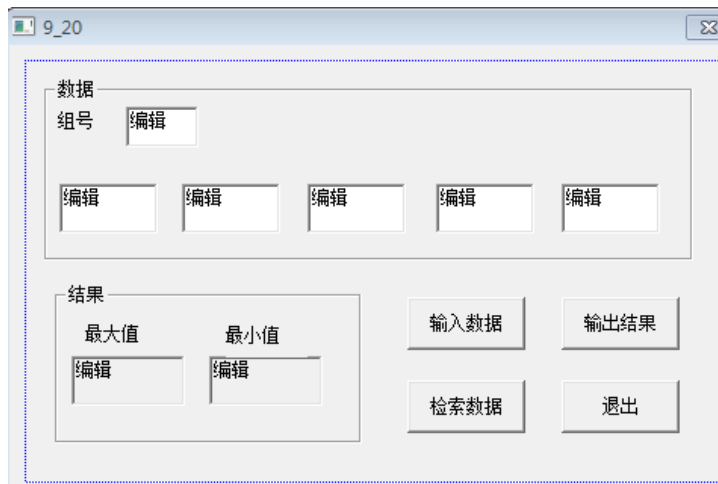 9_20
数据
组号 编辑
编辑 编辑 编辑 编辑 编辑
结果
最大值 最小值
编辑 编辑
输入数据 输出结果
检索数据 退出